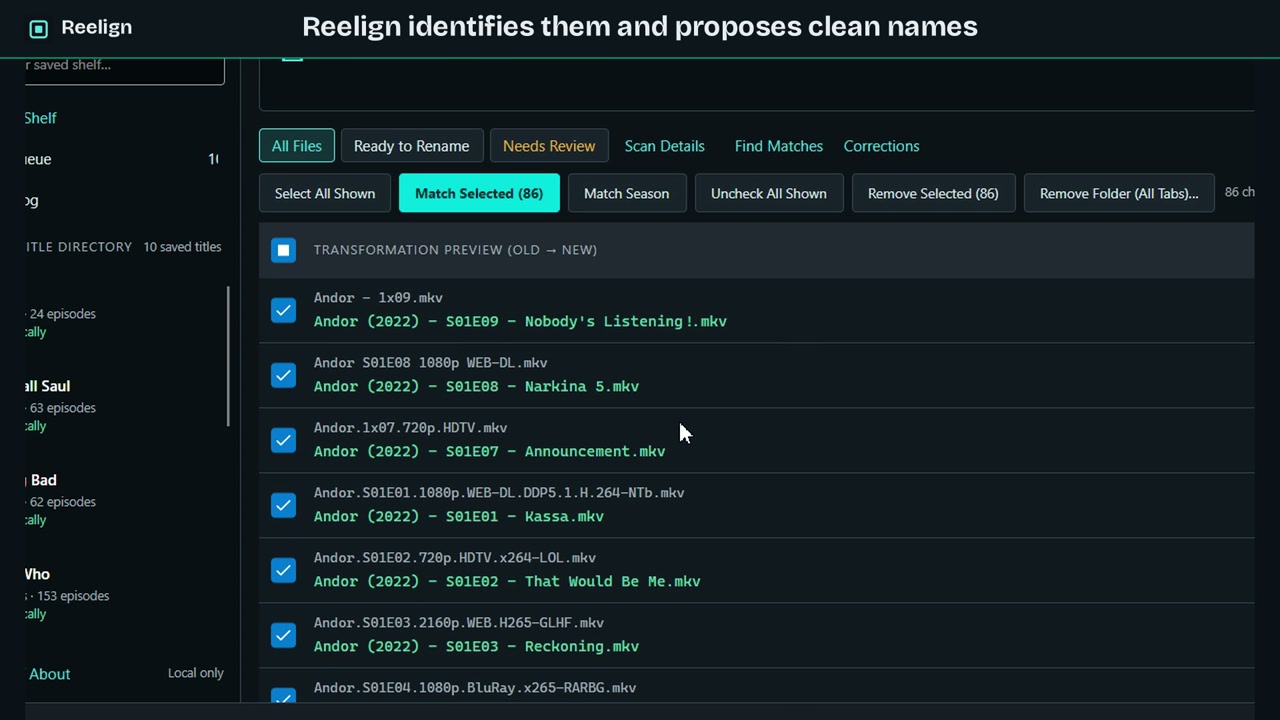 Reelign
Reelign identifies them and proposes clean names
r saved shelf...
Shelf
ueue
og
ITLE DIRECTORY 10 saved titles
· 24 episodes
cally
all Saul
· 63 episodes
cally
g Bad
· 62 episodes
cally
Who
s · 153 episodes
cally
About
Local only
All Files Ready to Rename Needs Review Scan Details Find Matches Corrections
Select All Shown Match Selected (86) Match Season Uncheck All Shown Remove Selected (86) Remove Folder (All Tabs)... 86 ch
TRANSFORMATION PREVIEW (OLD → NEW)
Andor - 1x09.mkv
Andor (2022) - S01E09 - Nobody's Listening!.mkv
Andor S01E08 1080p WEB-DL.mkv
Andor (2022) - S01E08 - Narkina 5.mkv
Andor.1x07.720p.HDTV.mkv
Andor (2022) - S01E07 - Announcement.mkv
Andor.S01E01.1080p.WEB-DL.DDP5.1.H.264-NTb.mkv
Andor (2022) - S01E01 - Kassa.mkv
Andor.S01E02.720p.HDTV.x264-LOL.mkv
Andor (2022) - S01E02 - That Would Be Me.mkv
Andor.S01E03.2160p.WEB.H265-GLHF.mkv
Andor (2022) - S01E03 - Reckoning.mkv
Andor.S01E04.1080p.BluRay.x265-RARBG.mkv